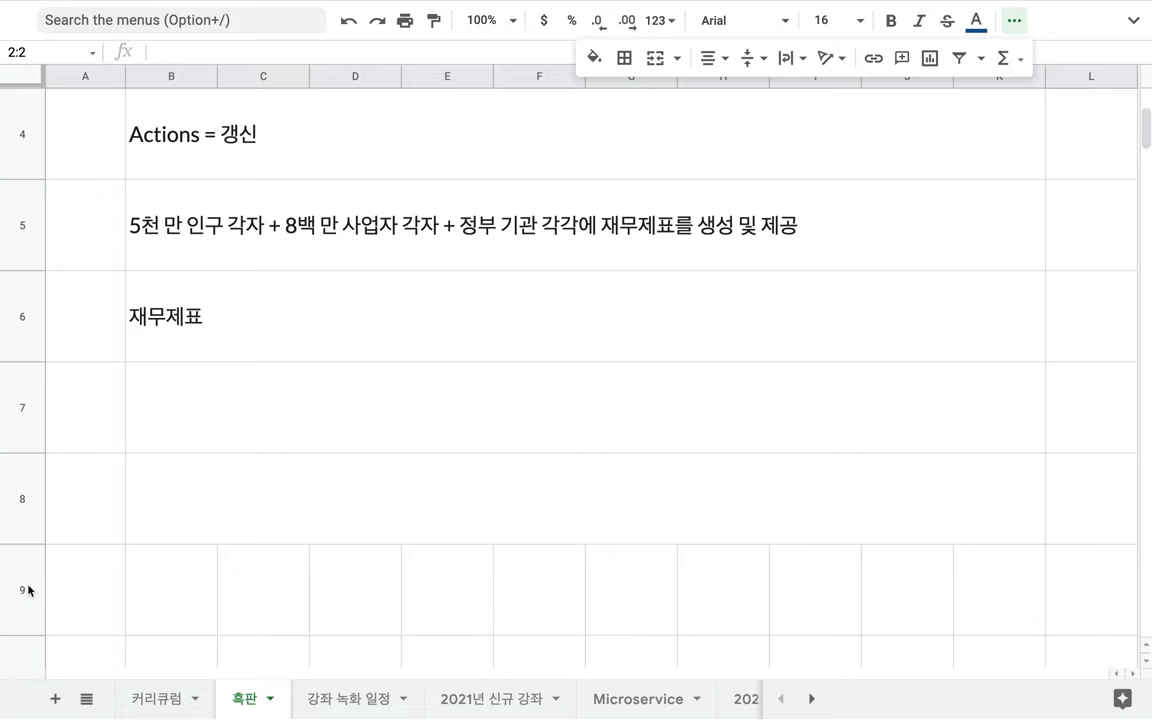 Search the menus (Option+/)
100%
$
%
.0
.00
123
Arial
16
B
I
S
A
2:2
fx
A
B
C
D
E
F
L
4
Actions = 갱신
5
5천 만 인구 각자 + 8백 만 사업자 각자 + 정부 기관 각각에 재무제표를 생성 및 제공
6
재무제표
7
8
9
커리큐럼
흑판
강좌 녹화 일정
2021년 신규 강좌
Microservice
202